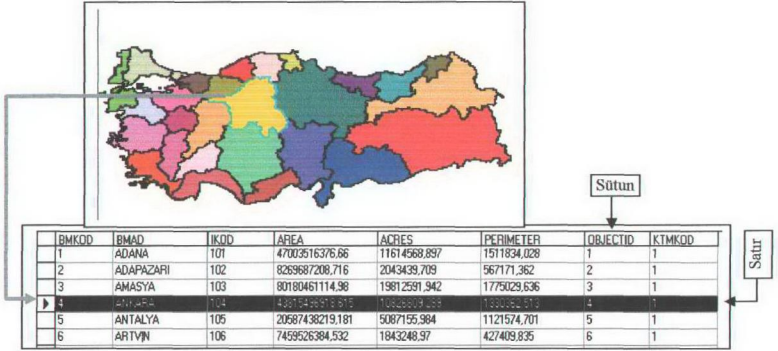 Sütun
BMKOD BMAD IKOD AREA ACRES PERIMETER OBJECTID KTMKOD
1 ADANA 101 47003516376,66 11614568,897 1511834,028 1 1
2 ADAPAZARI 102 8269687208,716 2043439,709 567171,362 2 1
3 AMASYA 103 80180461114,98 19812591,942 1775029,636 3 1
4 ANKARA 104 4 1
5 ANTALYA 105 20587438219,181 5087155,984 1121574,701 5 1
6 ARTVIN 106 7459526384,532 1843248,97 427409,835 6 1
Satır